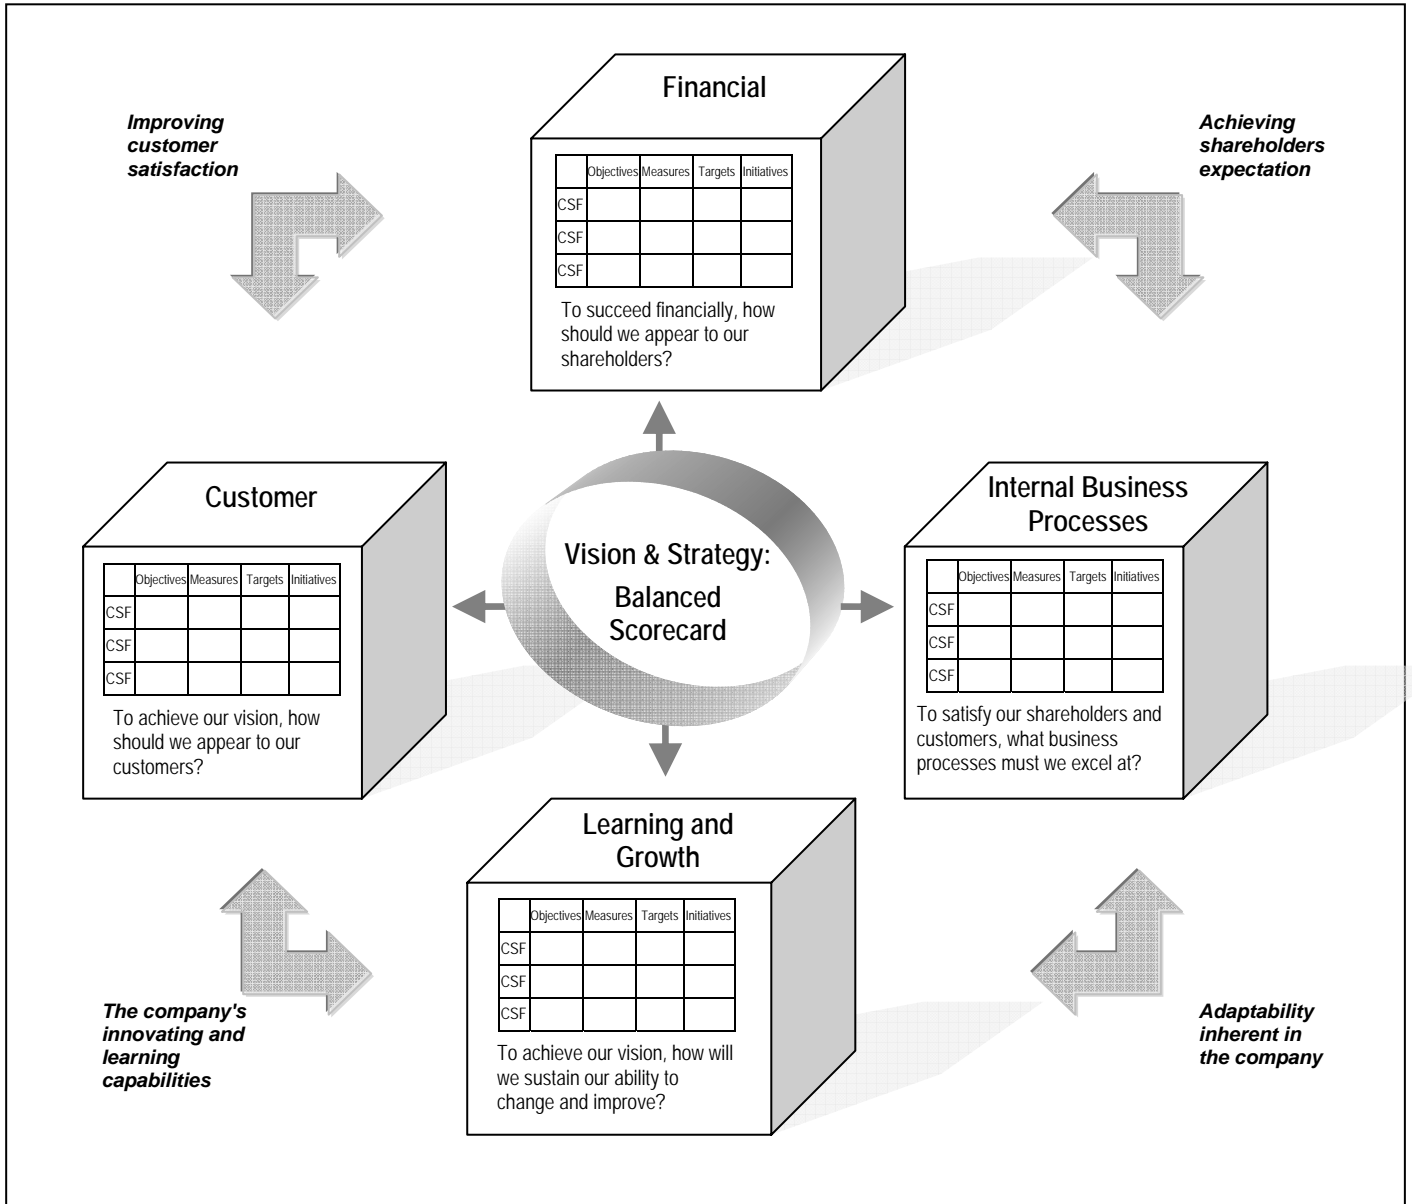 Financial
Improving
customer
satisfaction
Achieving
shareholders
expectation
Objectives Measures Targets Initiatives
CSF
CSF
CSF
To succeed financially, how
should we appear to our
shareholders?
Customer
Objectives Measures Targets Initiatives
CSF
CSF
CSF
To achieve our vision, how
should we appear to our
customers?
Vision & Strategy:
Balanced
Scorecard
Internal Business
Processes
Objectives Measures Targets Initiatives
CSF
CSF
CSF
To satisfy our shareholders and
customers, what business
processes must we excel at?
Learning and
Growth
Objectives Measures Targets Initiatives
CSF
CSF
CSF
To achieve our vision, how will
we sustain our ability to
change and improve?
The company's
innovating and
learning
capabilities
Adaptability
inherent in
the company